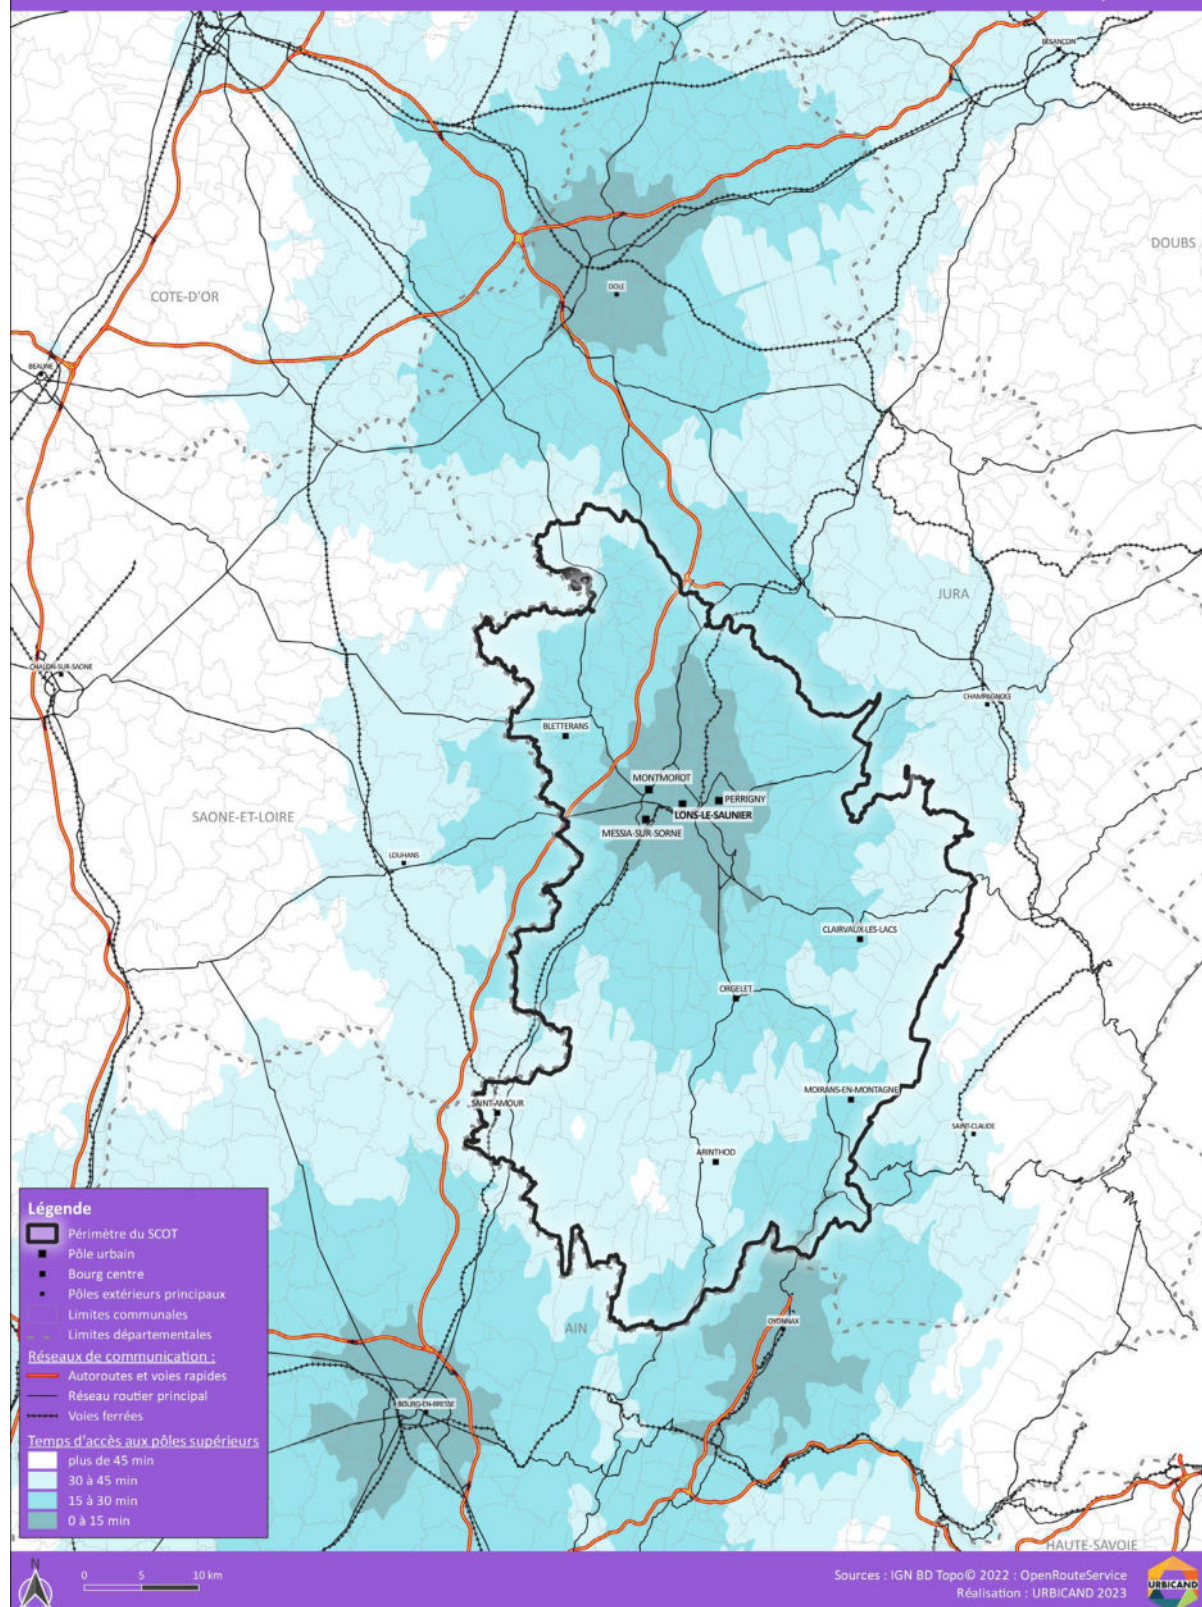 BESANCON
DOUBS
COTE-D'OR
DOLE
BEAUNE
JURA
CHALON-SUR-SAONE
CHAMPAGNOLE
BLETTERANS
MONTMOROT
PERRIGNY
LONS-LE-SAUNIER
SAONE-ET-LOIRE
MESSIA-SUR-SORNE
LOUHANS
CLAIRVAUX-LES-LACS
ORGELET
MOIRANS-EN-MONTAGNE
SAINT-AMOUR
SAINT-CLAUDE
ARINTHOD
Légende
Périmètre du SCOT
Pôle urbain
Bourg centre
Pôles extérieurs principaux
Limites communales
Limites départementales
Réseaux de communication :
Autoroutes et voies rapides
Réseau routier principal
Voies ferrées
Temps d'accès aux pôles supérieurs
plus de 45 min
30 à 45 min
15 à 30 min
0 à 15 min
AIN
OYONNAX
BOURG-EN-BRESSE
HAUTE-SAVOIE
N
0 5 10 km
Sources : IGN BD Topo© 2022 : OpenRouteService
Réalisation : URBICAND 2023
URBICAND